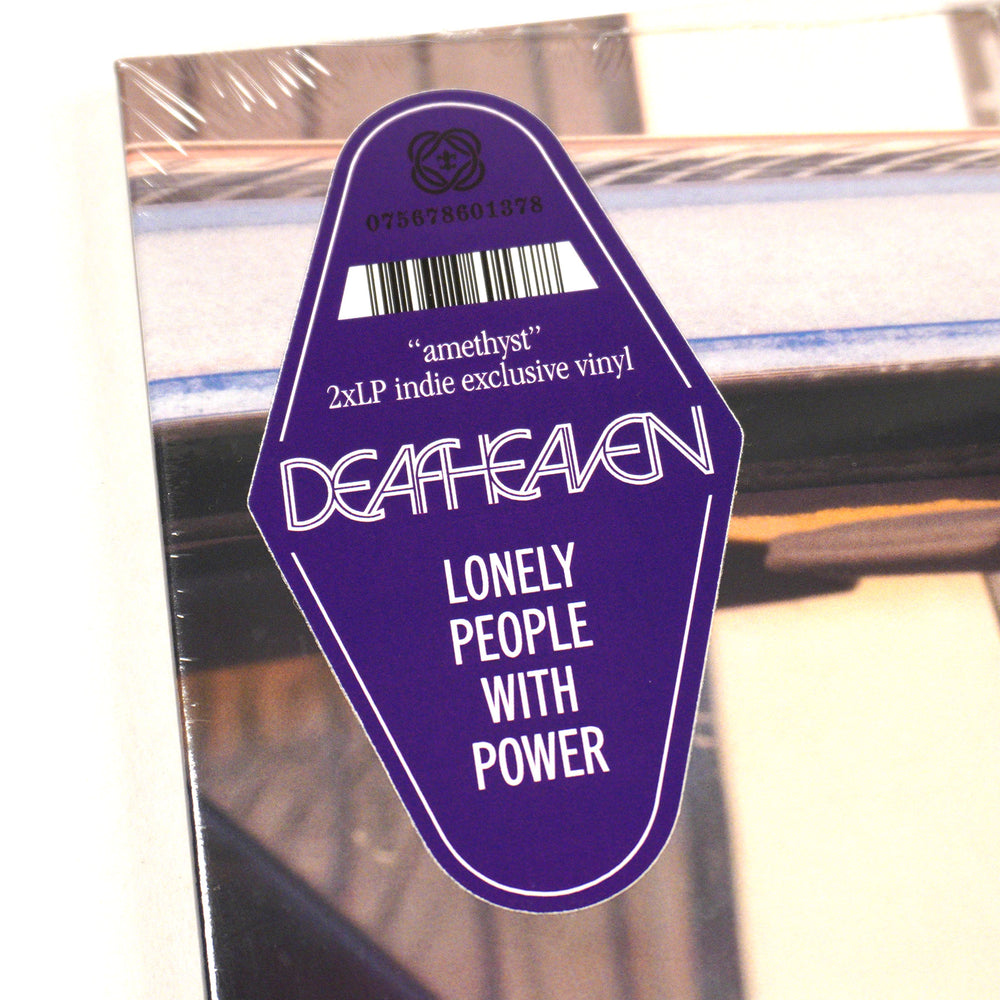 075678601378
“amethyst”
2xLP indie exclusive vinyl
DEAFHEAVEN
LONELY
PEOPLE
WITH
POWER